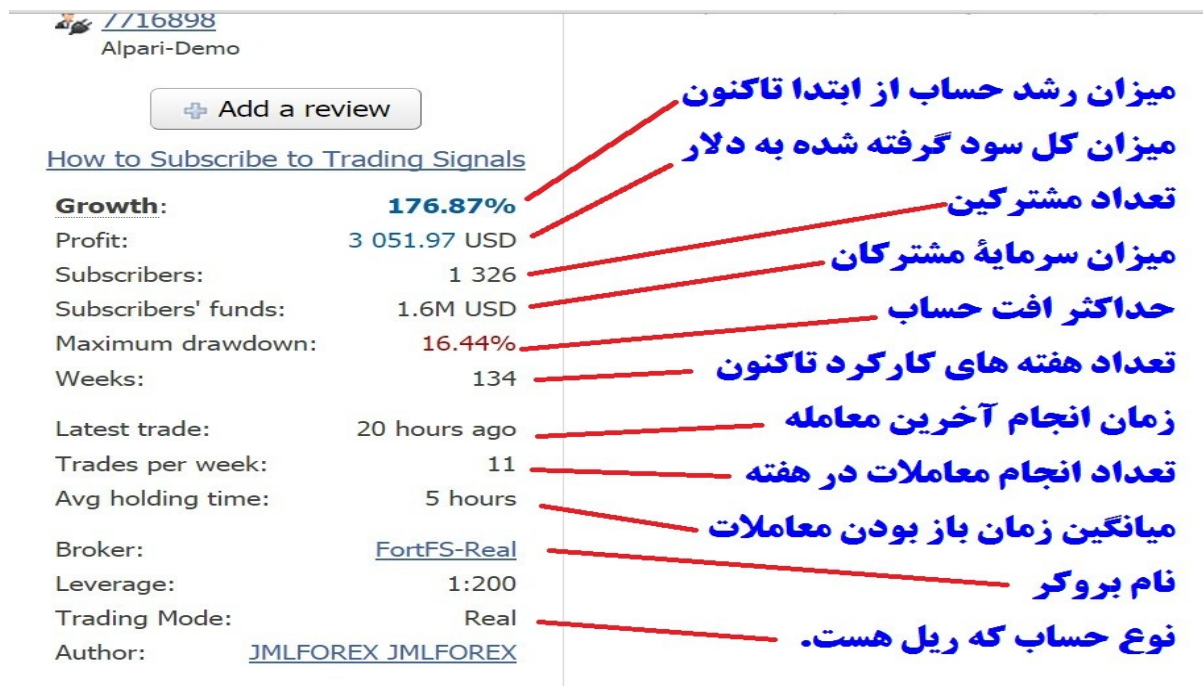 7716898
Alpari-Demo
Add a review
How to Subscribe to Trading Signals
Growth: 176.87%
Profit: 3 051.97 USD
Subscribers: 1 326
Subscribers' funds: 1.6M USD
Maximum drawdown: 16.44%
Weeks: 134
Latest trade: 20 hours ago
Trades per week: 11
Avg holding time: 5 hours
Broker: FortFS-Real
Leverage: 1:200
Trading Mode: Real
Author: JMLFOREX JMLFOREX
میزان رشد حساب از ابتدا تاکنون
میزان کل سود گرفته شده به دلار
تعداد مشترکین
میزان سرمایهٔ مشترکان
حداکثر افت حساب
تعداد هفته های کارکرد تاکنون
زمان انجام آخرین معامله
تعداد انجام معاملات در هفته
میانگین زمان باز بودن معاملات
نام بروکر
نوع حساب که ریل هست.